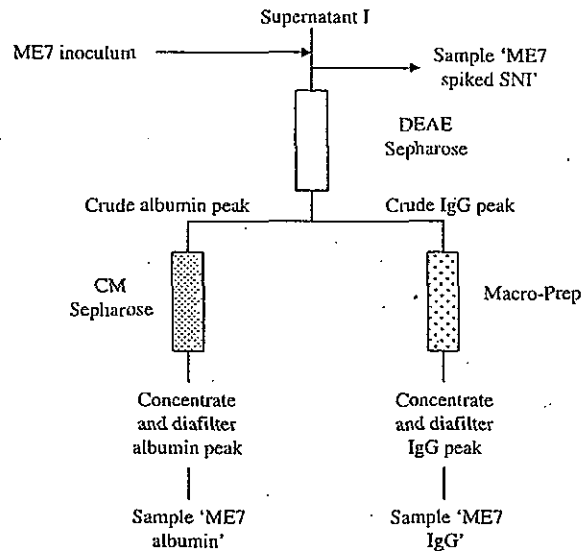 Supernatant I
ME7 inoculum
Sample 'ME7
spiked SNI'
DEAE
Sepharose
Crude albumin peak
Crude IgG peak
CM
Sepharose
Macro-Prep
Concentrate
and diafilter
albumin peak
Concentrate
and diafilter
IgG peak
Sample 'ME7
albumin'
Sample 'ME7
IgG'